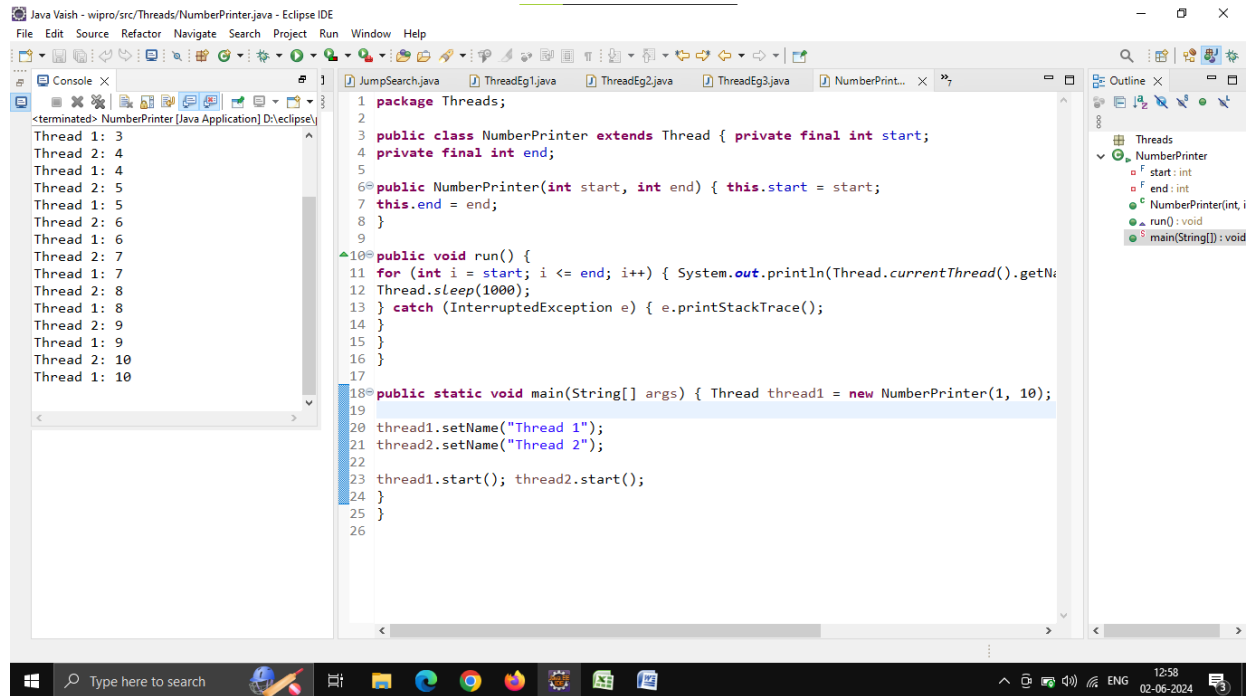 Java Vaish - wipro/src/Threads/NumberPrinter.java - Eclipse IDE
File Edit Source Refactor Navigate Search Project Run Window Help
Console
<terminated> NumberPrinter [Java Application] D:\eclipse\
Thread 1: 3
Thread 2: 4
Thread 1: 4
Thread 2: 5
Thread 1: 5
Thread 2: 6
Thread 1: 6
Thread 2: 7
Thread 1: 7
Thread 2: 8
Thread 1: 8
Thread 2: 9
Thread 1: 9
Thread 2: 10
Thread 1: 10
JumpSearch.java ThreadEg1.java ThreadEg2.java ThreadEg3.java NumberPrint... »7
1 package Threads;
2
3 public class NumberPrinter extends Thread { private final int start;
4 private final int end;
5
6 public NumberPrinter(int start, int end) { this.start = start;
7 this.end = end;
8 }
9
10 public void run() {
11 for (int i = start; i <= end; i++) { System.out.println(Thread.currentThread().getNa
12 Thread.sleep(1000);
13 } catch (InterruptedException e) { e.printStackTrace();
14 }
15 }
16 }
17
18 public static void main(String[] args) { Thread thread1 = new NumberPrinter(1, 10);
19
20 thread1.setName("Thread 1");
21 thread2.setName("Thread 2");
22
23 thread1.start(); thread2.start();
24 }
25 }
26
Outline
Threads
NumberPrinter
F start : int
F end : int
C NumberPrinter(int, i
run() : void
S main(String[]) : void
Type here to search
ENG
12:58
02-06-2024
3